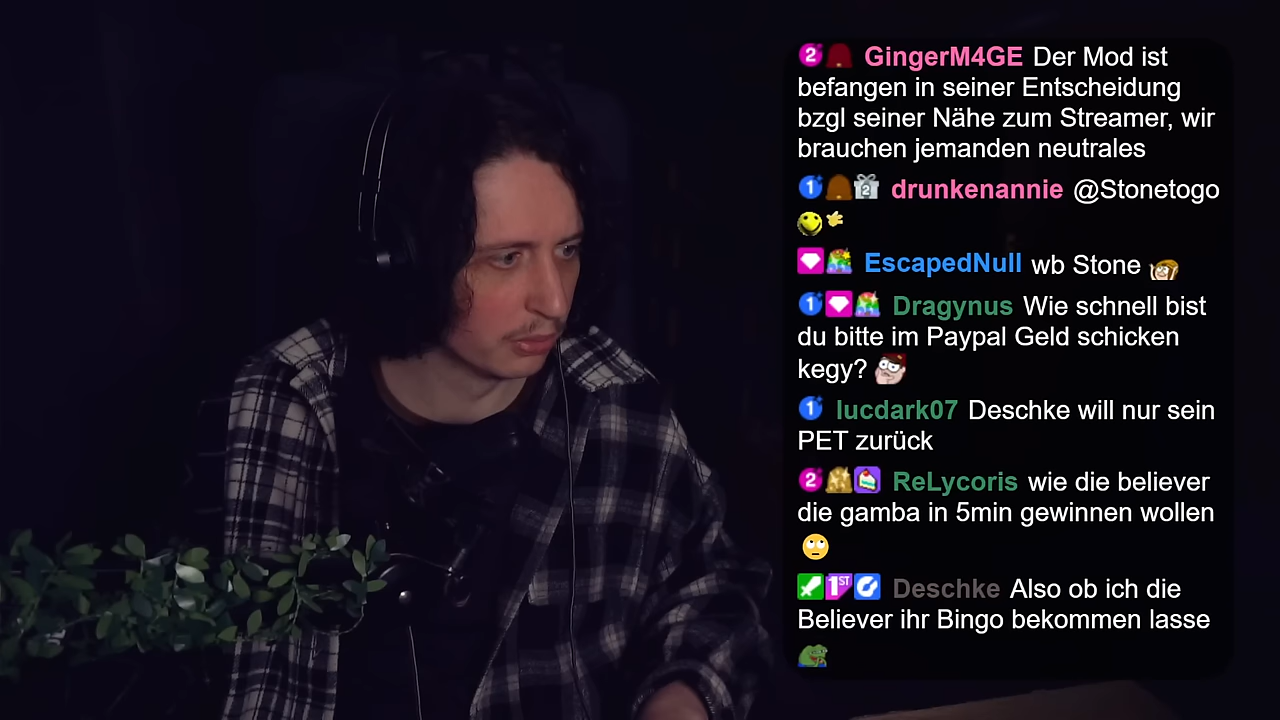 GingerM4GE Der Mod ist
befangen in seiner Entscheidung
bzgl seiner Nähe zum Streamer, wir
brauchen jemanden neutrales
drunkenannie @Stonetogo
EscapedNull wb Stone
Dragynus Wie schnell bist
du bitte im Paypal Geld schicken
kegy?
lucdark07 Deschke will nur sein
PET zurück
ReLycoris wie die believer
die gamba in 5min gewinnen wollen
Deschke Also ob ich die
Believer ihr Bingo bekommen lasse